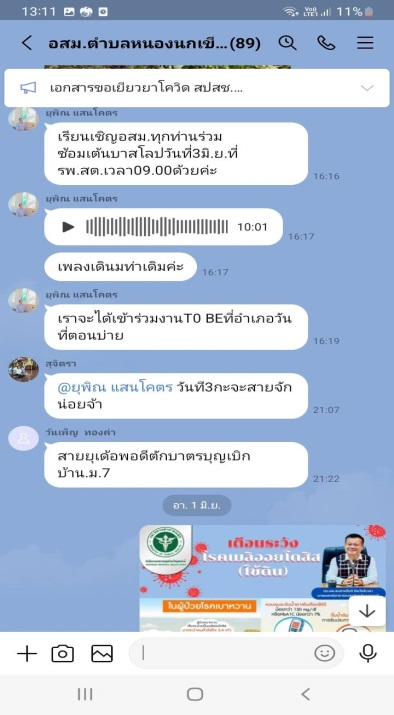 13:11
11%
อสม.ตำบลหนองนกเขี...(89)
เอกสารขอเยียวยาโควิด สปสช....
ยุพิณ แสนโคตร
เรียนเชิญอสม.ทุกท่านร่วม
ซ้อมเต้นบาสโลปวันที่3มิ.ย.ที่
รพ.สต.เวลา09.00ด้วยค่ะ
16:16
ยุพิณ แสนโคตร
10:01
16:17
เพลงเดิมท่าเดิมค่ะ
16:17
ยุพิณ แสนโคตร
เราจะได้เข้าร่วมงานTO BEที่อำเภอวัน
ที่ตอนบ่าย
16:19
สุจิตรา
@ยุพิณ แสนโคตร วันที3กะจะสายจัก
น่อยจ้า
21:07
วันเพ็ญ ทองคำ
สายยุเด้อพอดีตักบาตรบุญเบิก
บ้าน.ม.7
21:22
อา. 1 มิ.ย.
เตือนระวัง
โรคเมลิออยโดสิส
(ไข้ดิน)
ในผู้ป่วยโรคเบาหวาน